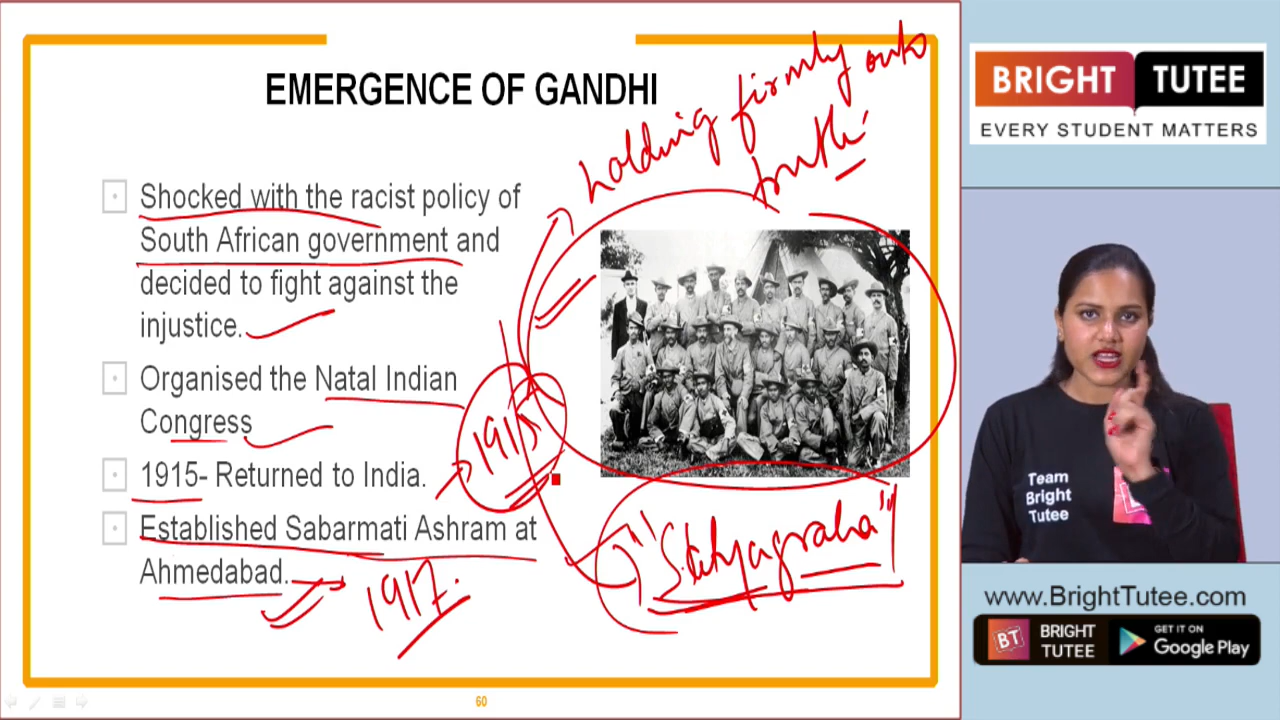 EMERGENCE OF GANDHI
holding firmly onto
truth
Shocked with the racist policy of
South African government and
decided to fight against the
injustice.
Organised the Natal Indian
Congress
1915- Returned to India.
1915
Established Sabarmati Ashram at
Ahmedabad.
1917.
"Satyagraha"
60
BRIGHT TUTEE
EVERY STUDENT MATTERS
Team
Bright
Tutee
www.BrightTutee.com
BT
BRIGHT
TUTEE
GET IT ON
Google Play